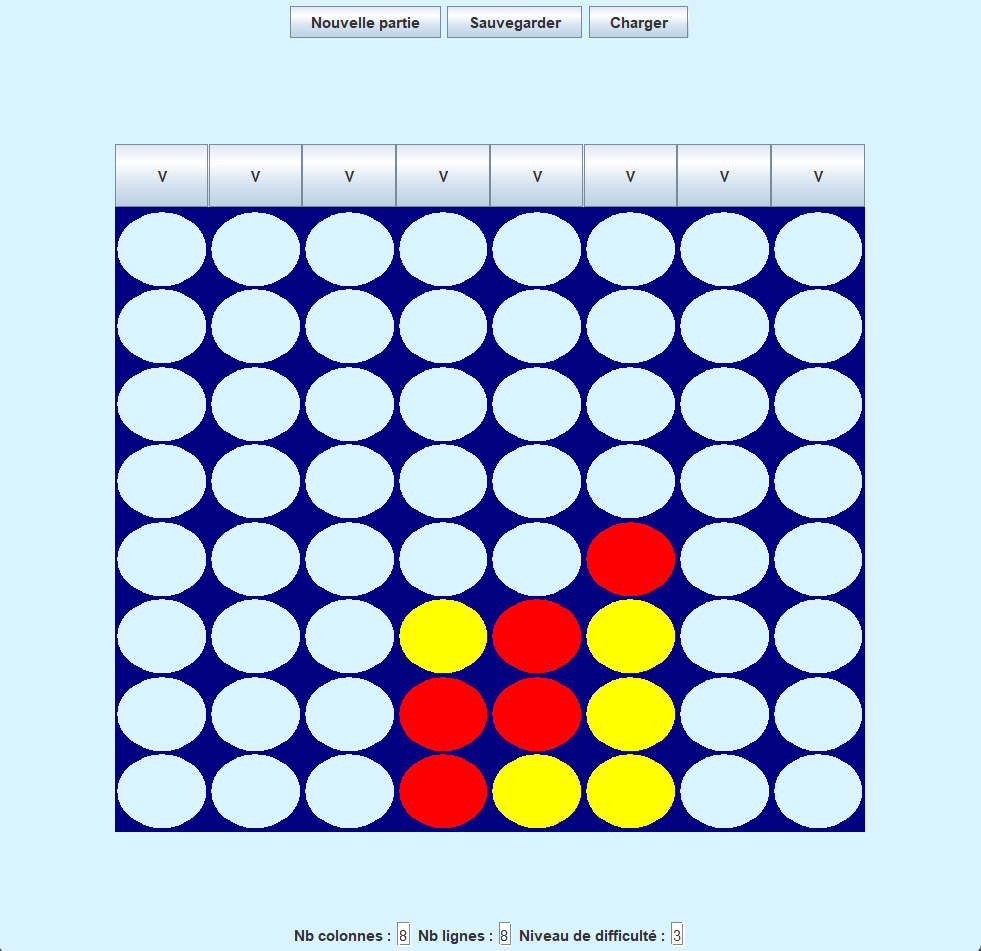 Nouvelle partie Sauvegarder Charger
V V V V V V V V
Nb colonnes : 8 Nb lignes : 8 Niveau de difficulté : 3